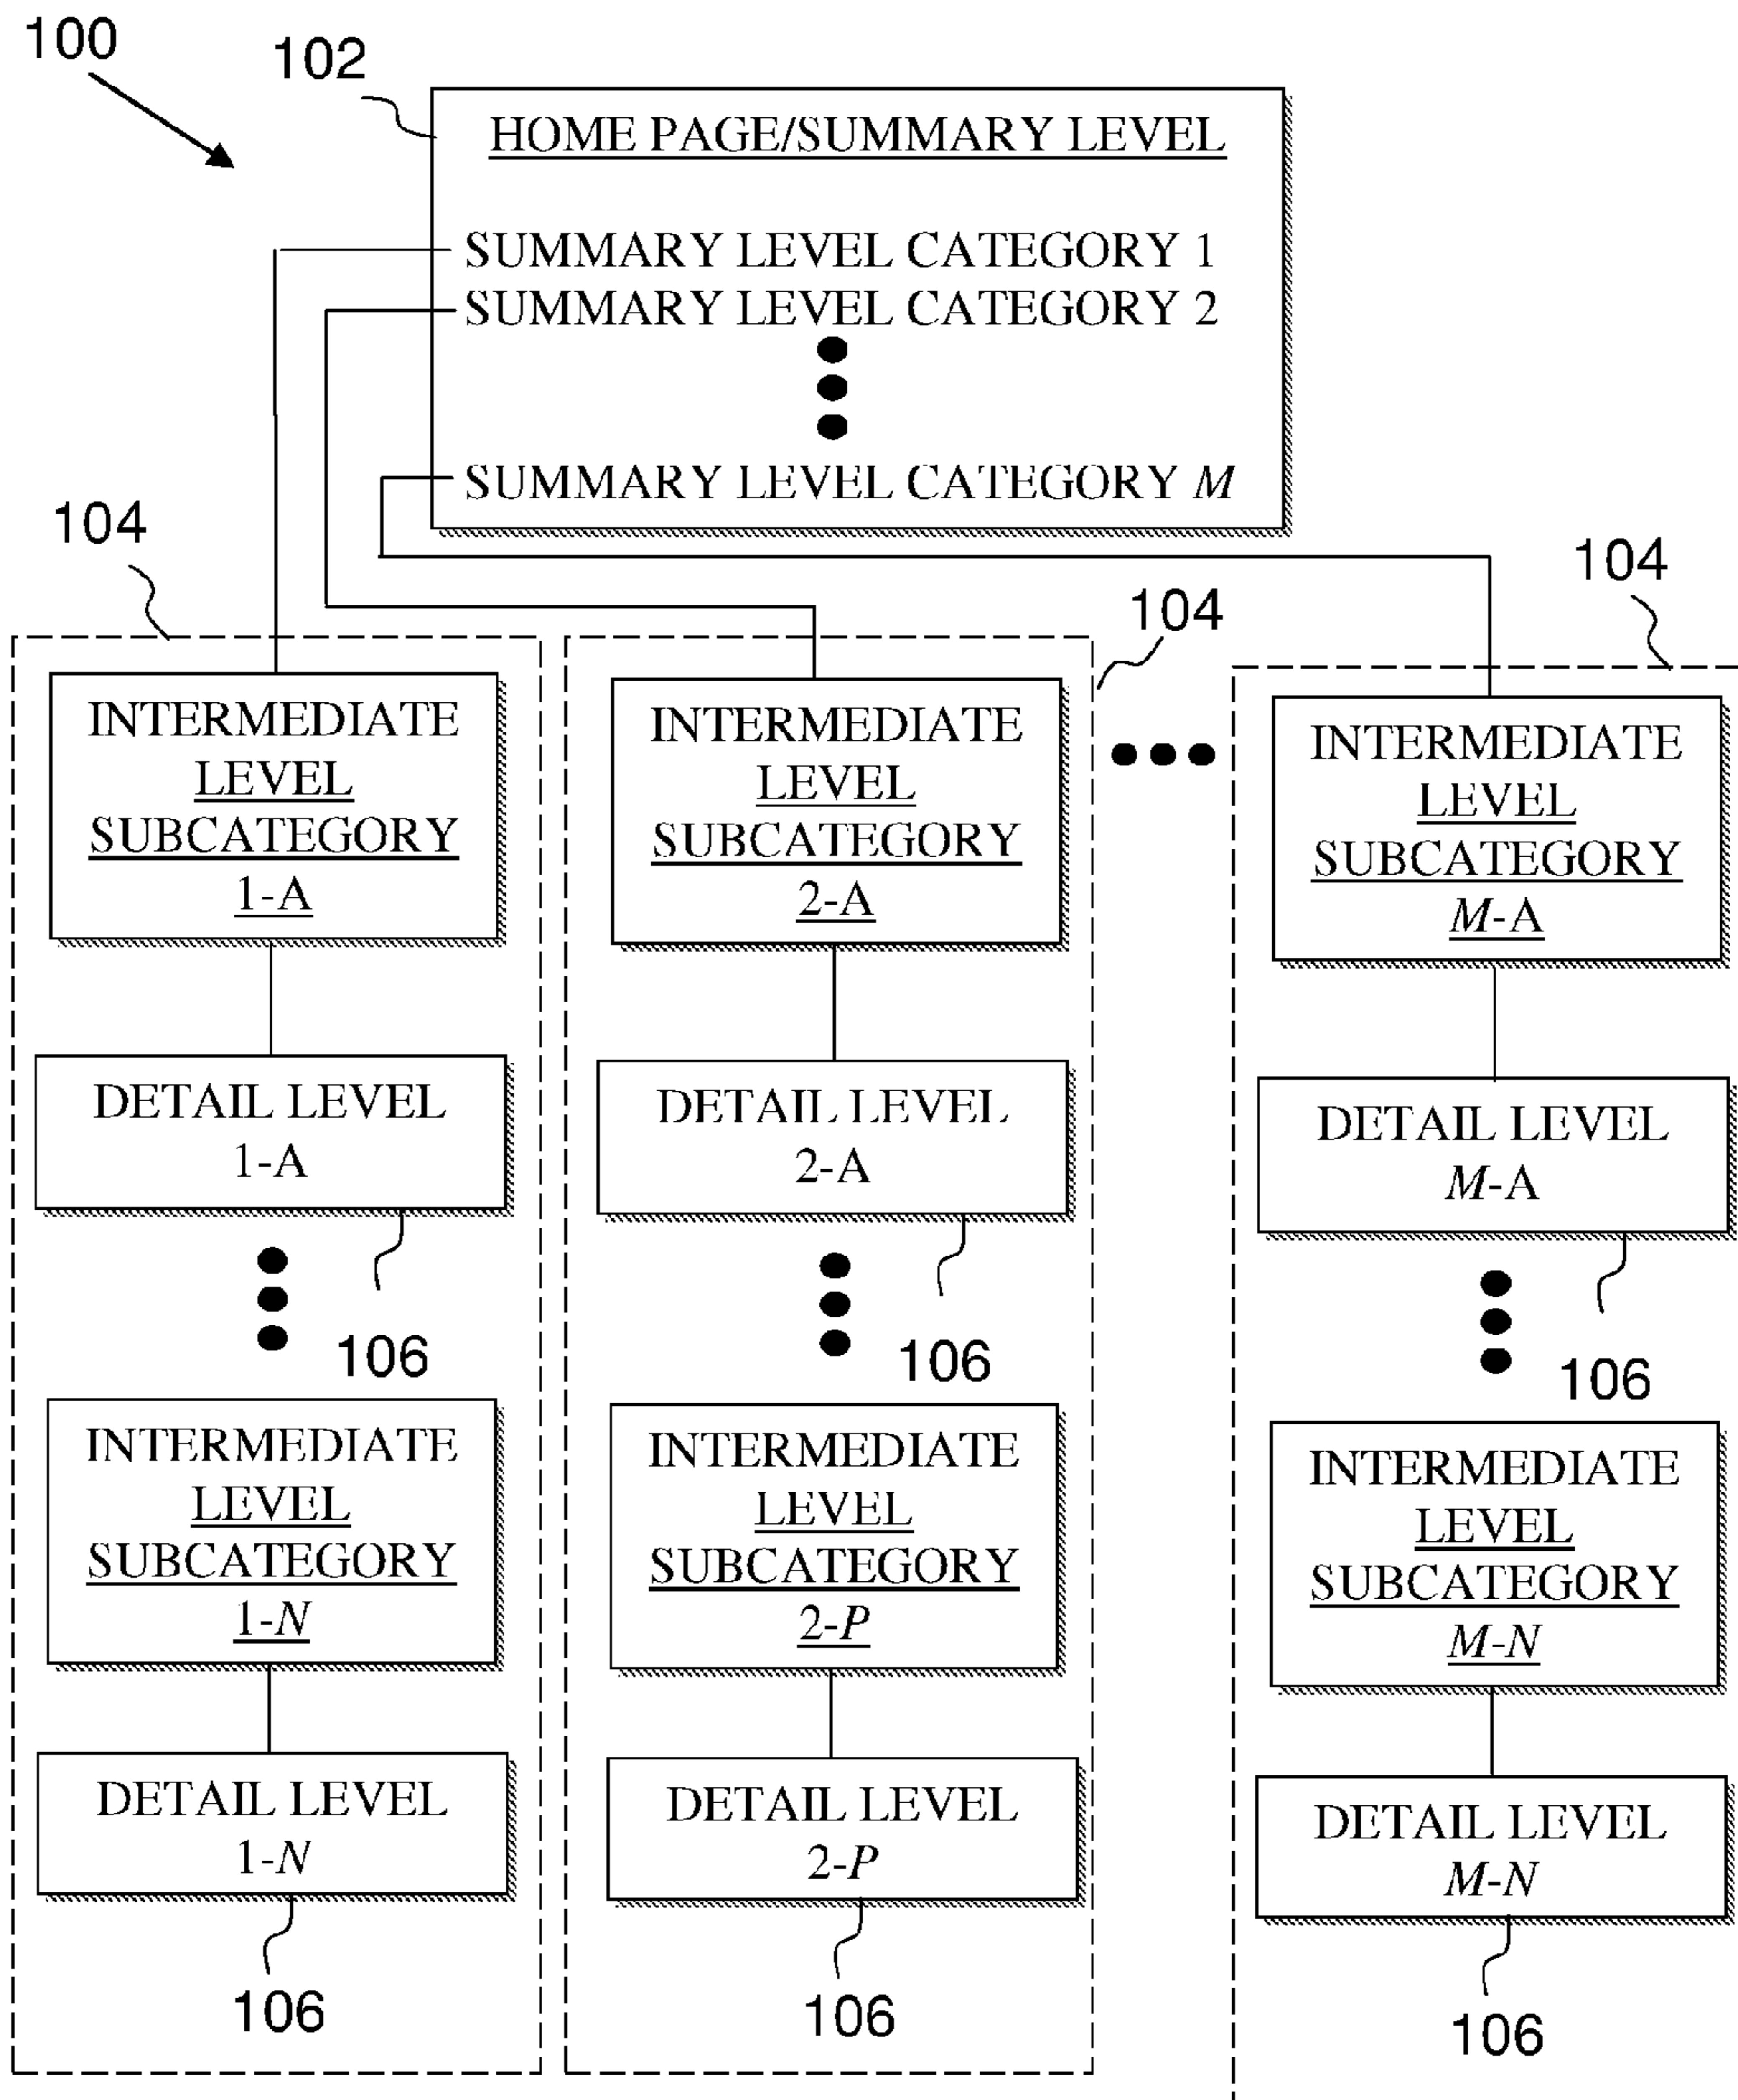 100
102
HOME PAGE/SUMMARY LEVEL
SUMMARY LEVEL CATEGORY 1
SUMMARY LEVEL CATEGORY 2
SUMMARY LEVEL CATEGORY M
104
104
104
INTERMEDIATE
LEVEL
SUBCATEGORY
1-A
DETAIL LEVEL
1-A
106
INTERMEDIATE
LEVEL
SUBCATEGORY
1-N
DETAIL LEVEL
1-N
106
INTERMEDIATE
LEVEL
SUBCATEGORY
2-A
DETAIL LEVEL
2-A
106
INTERMEDIATE
LEVEL
SUBCATEGORY
2-P
DETAIL LEVEL
2-P
106
INTERMEDIATE
LEVEL
SUBCATEGORY
M-A
DETAIL LEVEL
M-A
106
INTERMEDIATE
LEVEL
SUBCATEGORY
M-N
DETAIL LEVEL
M-N
106